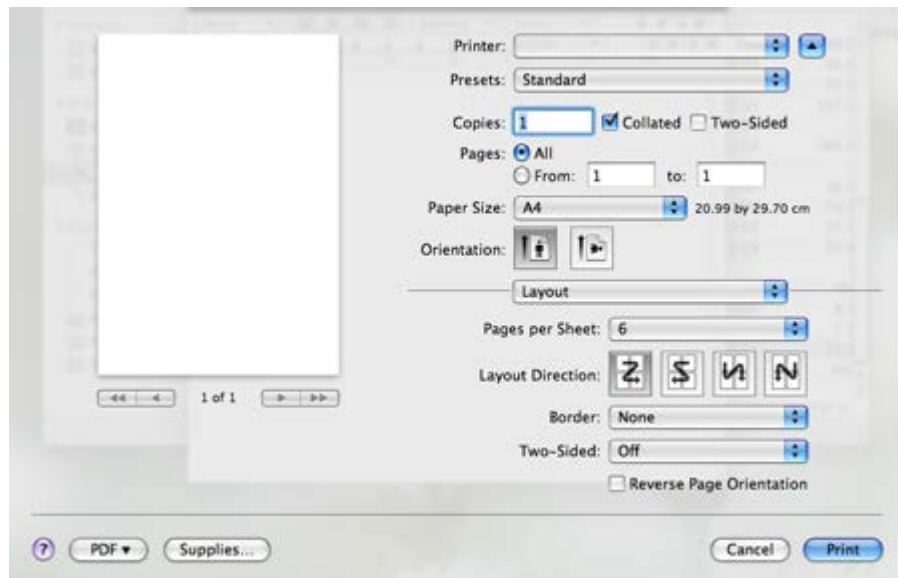 Printer:
Presets: Standard
Copies: 1 Collated Two-Sided
Pages: All
From: 1 to: 1
Paper Size: A4 20.99 by 29.70 cm
Orientation:
Layout
Pages per Sheet: 6
Layout Direction:
Border: None
Two-Sided: Off
Reverse Page Orientation
1 of 1
? PDF Supplies... Cancel Print